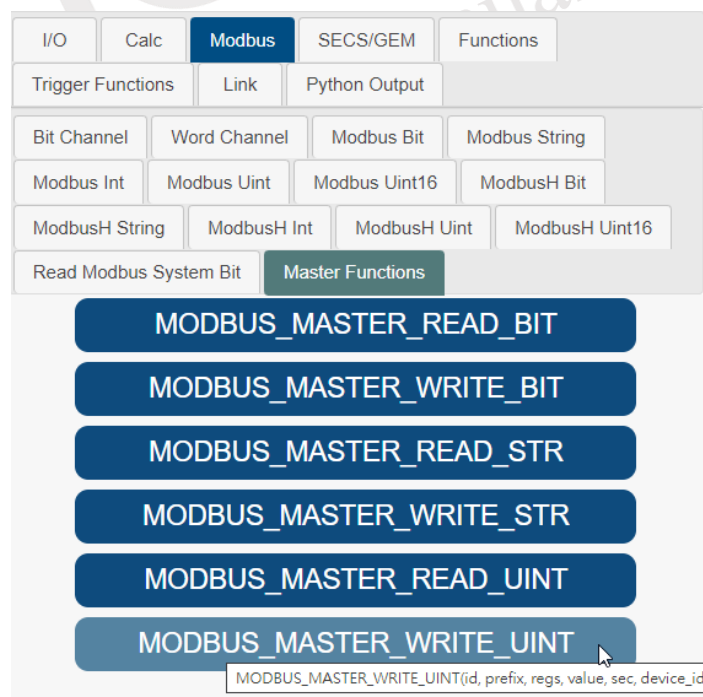 I/O Calc Modbus SECS/GEM Functions
Trigger Functions Link Python Output
Bit Channel Word Channel Modbus Bit Modbus String
Modbus Int Modbus Uint Modbus Uint16 ModbusH Bit
ModbusH String ModbusH Int ModbusH Uint ModbusH Uint16
Read Modbus System Bit Master Functions
MODBUS_MASTER_READ_BIT
MODBUS_MASTER_WRITE_BIT
MODBUS_MASTER_READ_STR
MODBUS_MASTER_WRITE_STR
MODBUS_MASTER_READ_UINT
MODBUS_MASTER_WRITE_UINT
MODBUS_MASTER_WRITE_UINT(id, prefix, regs, value, sec, device_id